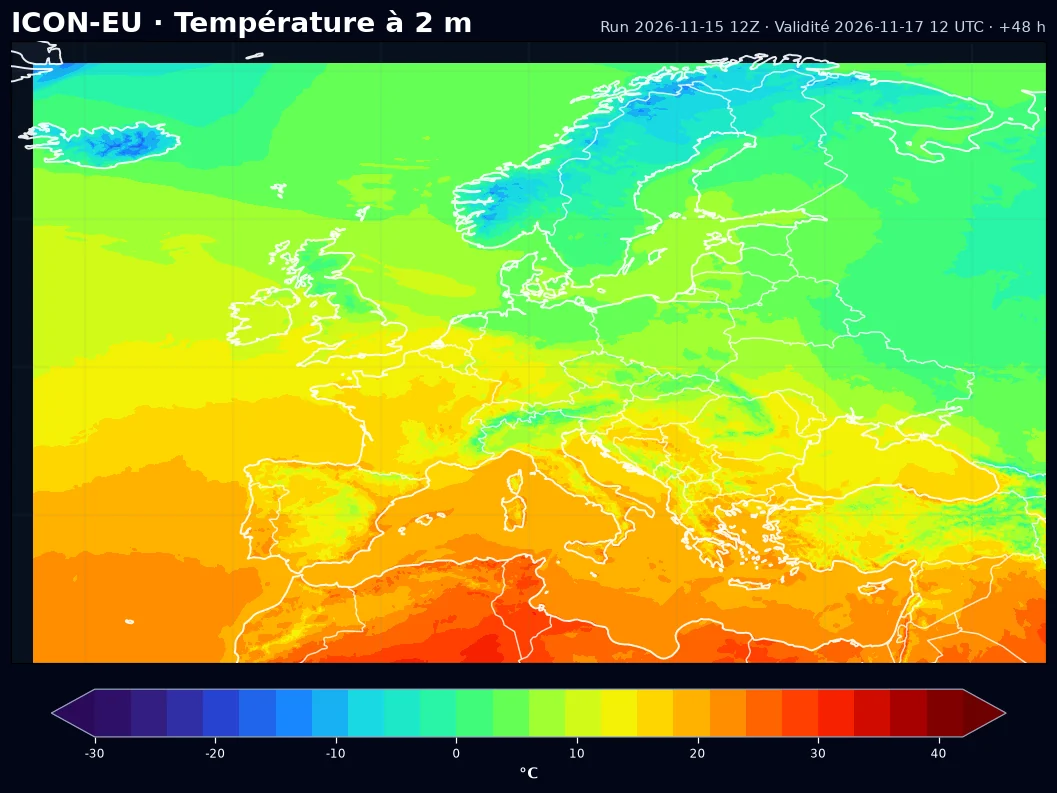 ICON-EU · Température à 2 m
Run 2026-11-15 12Z · Validité 2026-11-17 12 UTC · +48 h
-30 -20 -10 0 10 20 30 40
°C